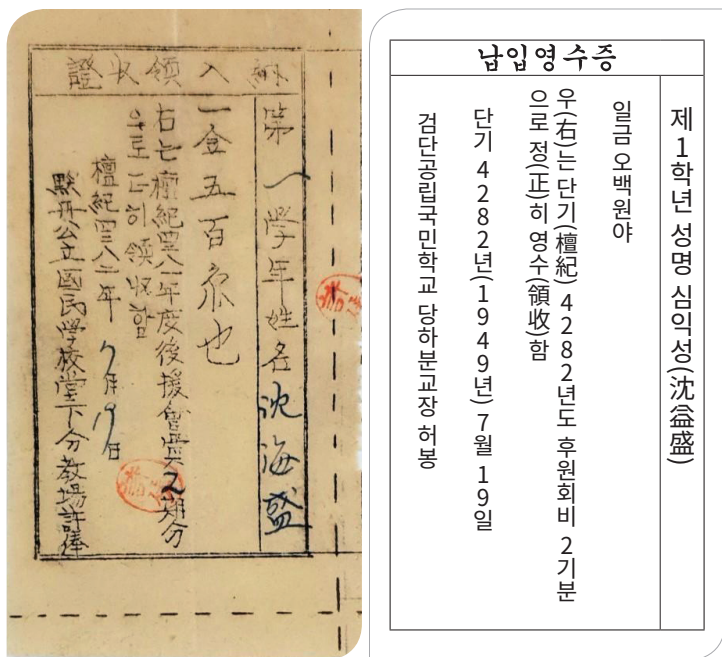 納入領收證
第一學年姓名 沈海盛
一金五百 也
右는 檀紀四二八二年度後援會費 2期分
으로 正히 領收함
檀紀四二八二年 7月19日
黔丹公立國民學校堂下分敎場許
납입영수증
제1학년 성명 심익성(沈益盛)
일금 오백원야
우(右)는 단기(檀紀) 4282년도 후원회비 2기분
으로 정(正)히 영수(領收)함
단기 4282년(1949년) 7월 19일
검단공립국민학교 당하분교장 허봉